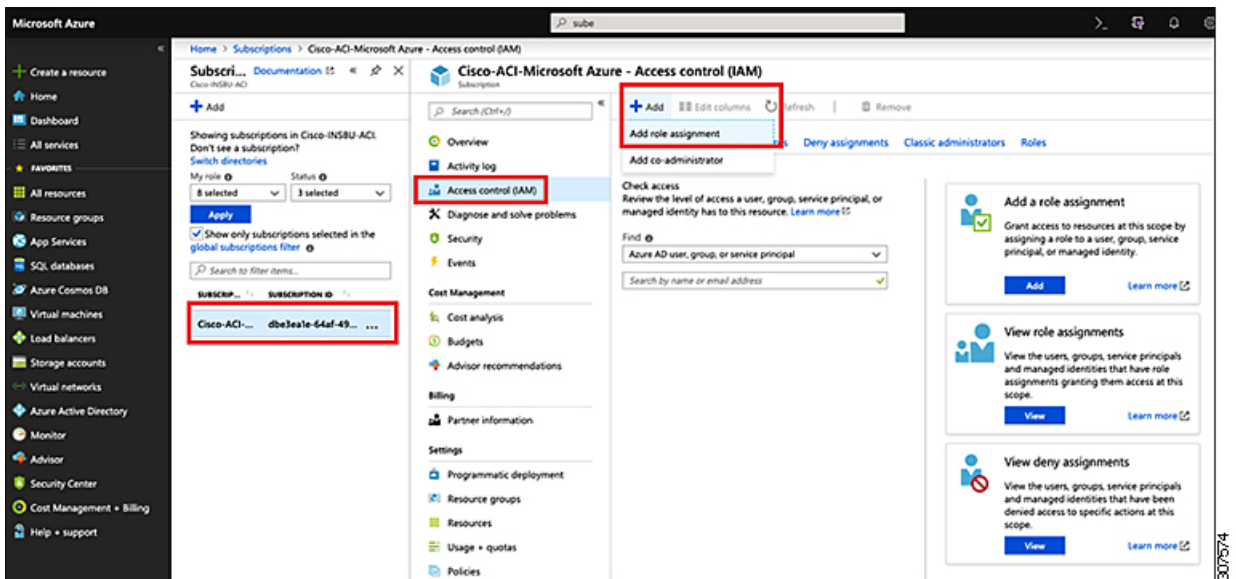 Microsoft Azure
sube
Home > Subscriptions > Cisco-ACI-Microsoft Azure - Access control (IAM)
Create a resource
Home
Dashboard
All services
FAVORITES
All resources
Resource groups
App Services
SQL databases
Azure Cosmos DB
Virtual machines
Load balancers
Storage accounts
Virtual networks
Azure Active Directory
Monitor
Advisor
Security Center
Cost Management + Billing
Help + support
Subscri... Documentation
Cisco-INSBU-ACI
Add
Showing subscriptions in Cisco-INSBU-ACI.
Don't see a subscription?
Switch directories
My role Status
8 selected 3 selected
Apply
Show only subscriptions selected in the
global subscriptions filter
Search to filter items...
SUBSCRIP... SUBSCRIPTION ID
Cisco-ACI-... dbe3ea1e-64af-49... ...
Cisco-ACI-Microsoft Azure - Access control (IAM)
Subscription
Search (Ctrl+/)
Overview
Activity log
Access control (IAM)
Diagnose and solve problems
Security
Events
Cost Management
Cost analysis
Budgets
Advisor recommendations
Billing
Partner information
Settings
Programmatic deployment
Resource groups
Resources
Usage + quotas
Policies
Add Edit columns Refresh Remove
Add role assignment
Add co-administrator
Deny assignments Classic administrators Roles
Check access
Review the level of access a user, group, service principal, or
managed identity has to this resource. Learn more
Find
Azure AD user, group, or service principal
Search by name or email address
Add a role assignment
Grant access to resources at this scope by
assigning a role to a user, group, service
principal, or managed identity.
Add Learn more
View role assignments
View the users, groups, service principals
and managed identities that have role
assignments granting them access at this
scope.
View Learn more
View deny assignments
View the users, groups, service principals
and managed identities that have been
denied access to specific actions at this
scope.
View Learn more
307574